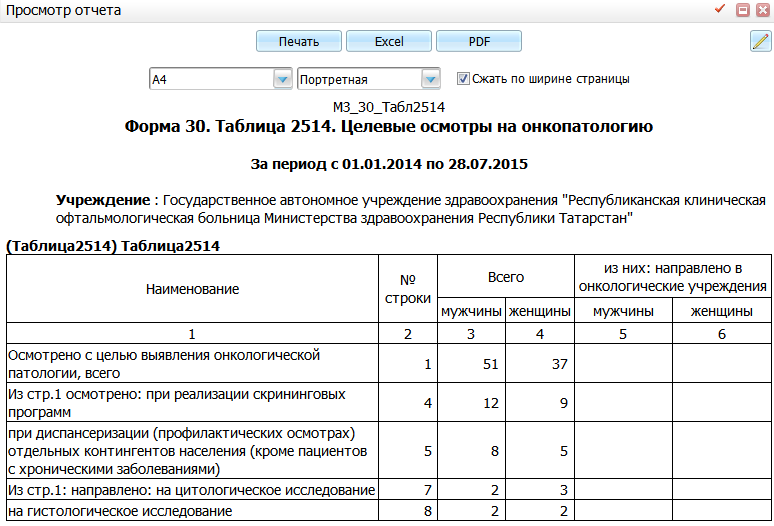 Просмотр отчета
Печать
Excel
PDF
A4
Портретная
Сжать по ширине страницы
МЗ_30_Табл2514
Форма 30. Таблица 2514. Целевые осмотры на онкопатологию
За период с 01.01.2014 по 28.07.2015
Учреждение : Государственное автономное учреждение здравоохранения "Республиканская клиническая
офтальмологическая больница Министерства здравоохранения Республики Татарстан"
(Таблица2514) Таблица2514
Наименование
№
строки
Всего
из них: направлено в
онкологические учреждения
мужчины
женщины
мужчины
женщины
1 2 3 4 5 6
Осмотрено с целью выявления онкологической
патологии, всего
1 51 37
Из стр.1 осмотрено: при реализации скрининговых
программ
4 12 9
при диспансеризации (профилактических осмотрах)
отдельных контингентов населения (кроме пациентов
с хроническими заболеваниями)
5 8 5
Из стр.1: направлено: на цитологическое исследование 7 2 3
на гистологическое исследование 8 2 2